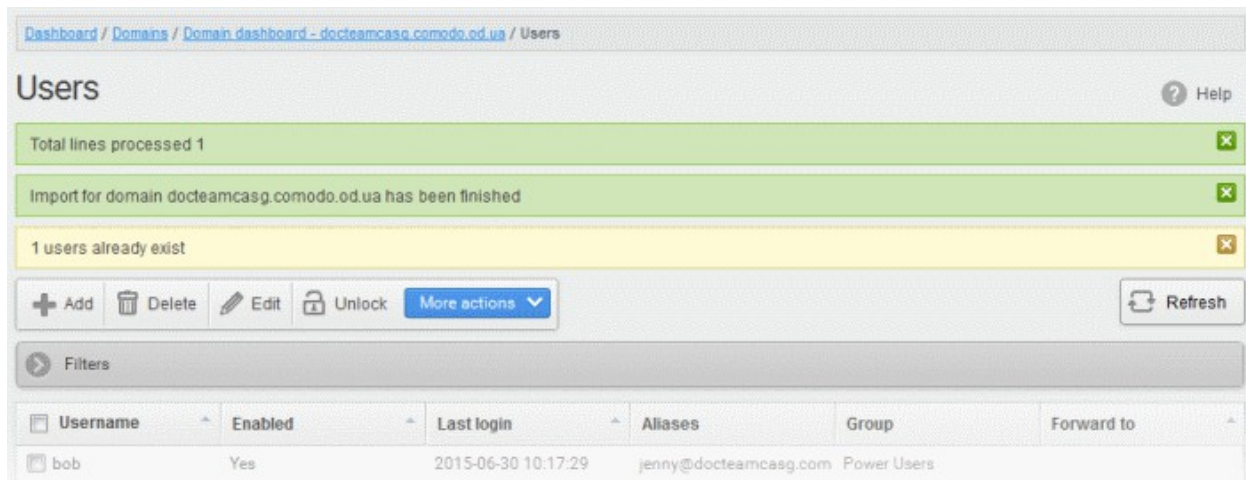 Dashboard / Domains / Domain dashboard - docteamcasg.comodo.od.ua / Users
Users
Help
Total lines processed 1
Import for domain docteamcasg.comodo.od.ua has been finished
1 users already exist
Add Delete Edit Unlock More actions Refresh
Filters
Username Enabled Last login Aliases Group Forward to
bob Yes 2015-06-30 10:17:29 jenny@docteamcasg.com Power Users